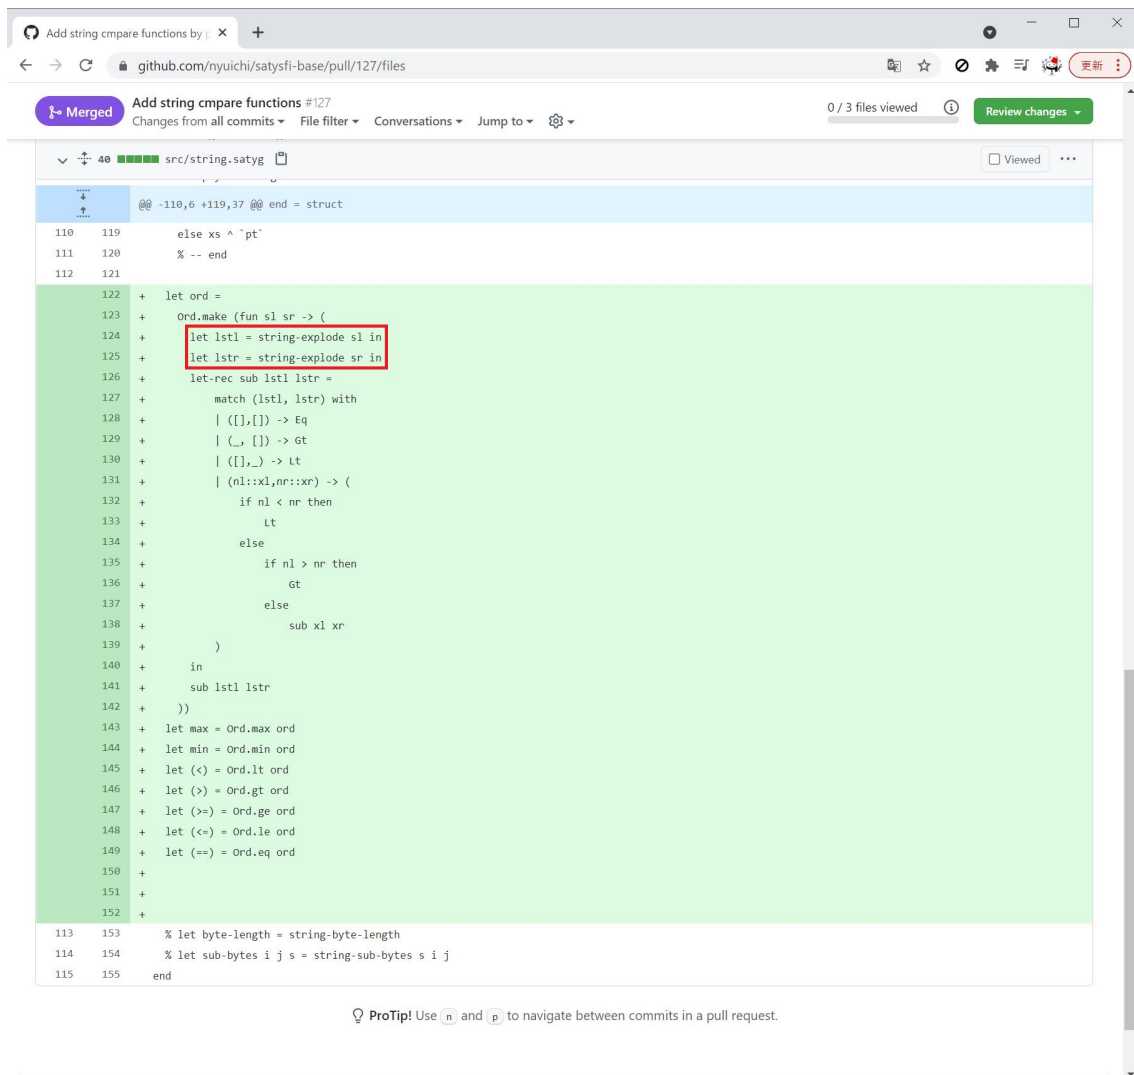 Add string cmpare functions by p
github.com/nyuichi/satysfi-base/pull/127/files
更新
Merged
Add string cmpare functions #127
Changes from all commits File filter Conversations Jump to
0 / 3 files viewed
Review changes
40 src/string.satyg
Viewed
@@ -110,6 +119,37 @@ end = struct
110 119 else xs ^ `pt`
111 120 % -- end
112 121
122 + let ord =
123 + Ord.make (fun sl sr -> (
124 + let lstl = string-explode sl in
125 + let lstr = string-explode sr in
126 + let-rec sub lstl lstr =
127 + match (lstl, lstr) with
128 + | ([],[]) -> Eq
129 + | (_, []) -> Gt
130 + | ([],_) -> Lt
131 + | (nl::xl,nr::xr) -> (
132 + if nl < nr then
133 + Lt
134 + else
135 + if nl > nr then
136 + Gt
137 + else
138 + sub xl xr
139 + )
140 + in
141 + sub lstl lstr
142 + ))
143 + let max = Ord.max ord
144 + let min = Ord.min ord
145 + let (<) = Ord.lt ord
146 + let (>) = Ord.gt ord
147 + let (>=) = Ord.ge ord
148 + let (<=) = Ord.le ord
149 + let (==) = Ord.eq ord
150 +
151 +
152 +
113 153 % let byte-length = string-byte-length
114 154 % let sub-bytes i j s = string-sub-bytes s i j
115 155 end
ProTip! Use n and p to navigate between commits in a pull request.